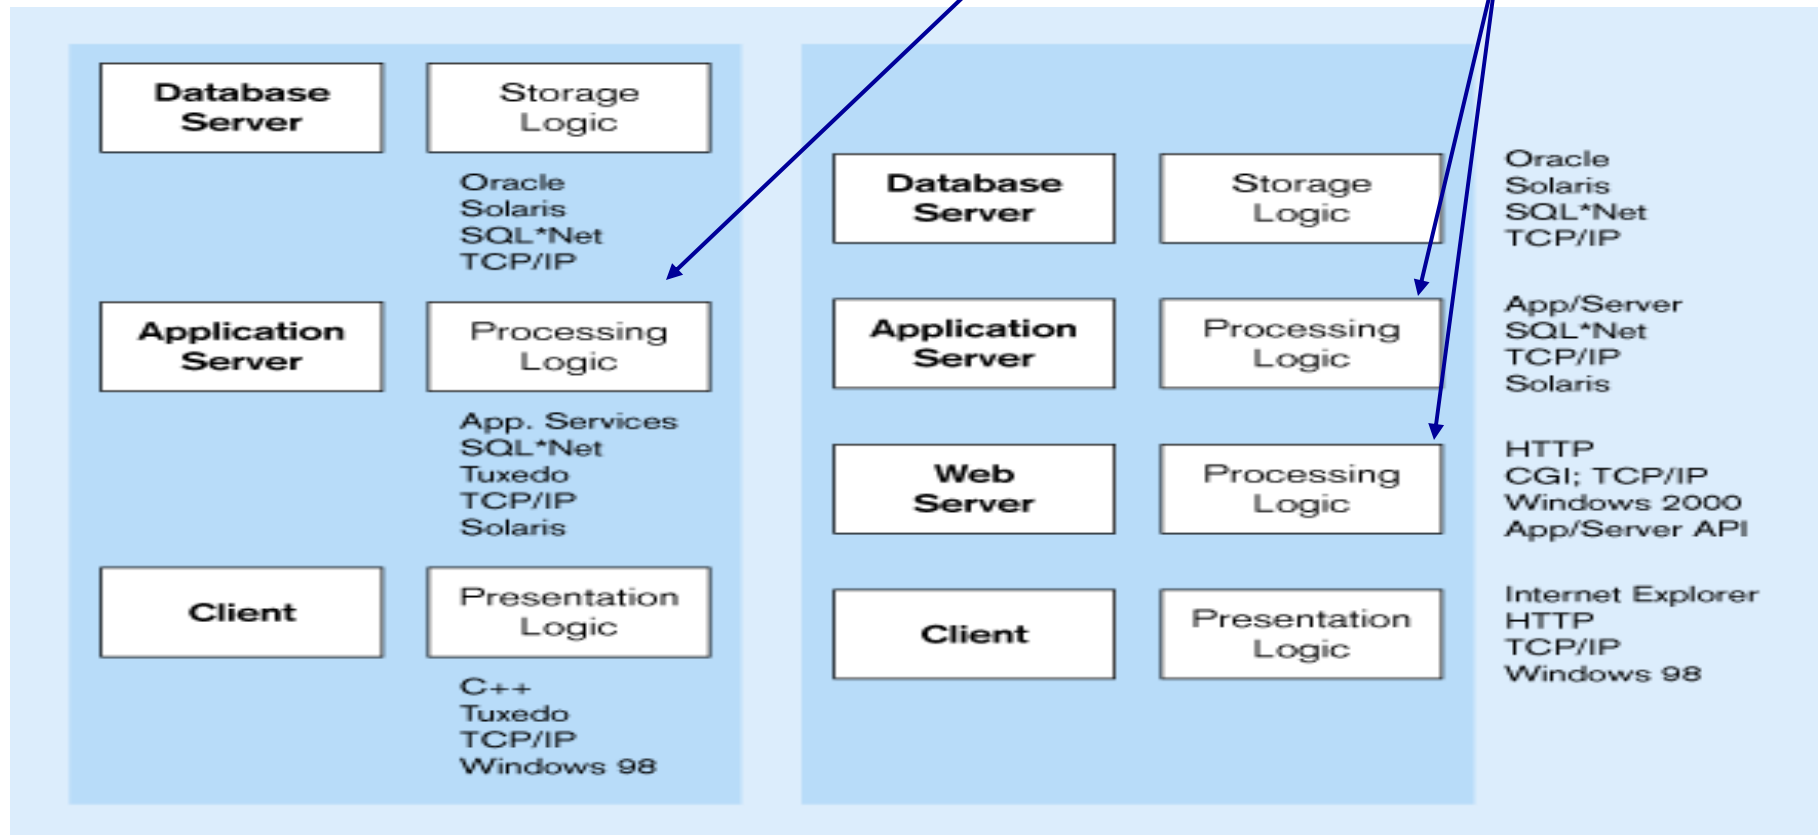 Database
Server
Storage
Logic
Oracle
Solaris
SQL*Net
TCP/IP
Application
Server
Processing
Logic
App. Services
SQL*Net
Tuxedo
TCP/IP
Solaris
Client
Presentation
Logic
C++
Tuxedo
TCP/IP
Windows 98
Database
Server
Storage
Logic
Oracle
Solaris
SQL*Net
TCP/IP
Application
Server
Processing
Logic
App/Server
SQL*Net
TCP/IP
Solaris
Web
Server
Processing
Logic
HTTP
CGI; TCP/IP
Windows 2000
App/Server API
Client
Presentation
Logic
Internet Explorer
HTTP
TCP/IP
Windows 98